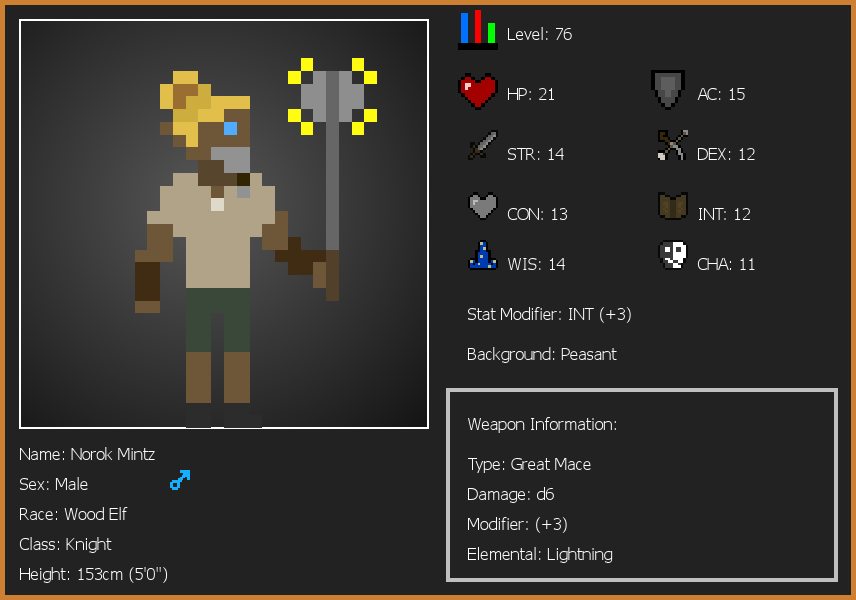 Level: 76
HP: 21
AC: 15
STR: 14
DEX: 12
CON: 13
INT: 12
WIS: 14
CHA: 11
Stat Modifier: INT (+3)
Background: Peasant
Weapon Information:
Type: Great Mace
Damage: d6
Modifier: (+3)
Elemental: Lightning
Name: Norok Mintz
Sex: Male
Race: Wood Elf
Class: Knight
Height: 153cm (5'0")